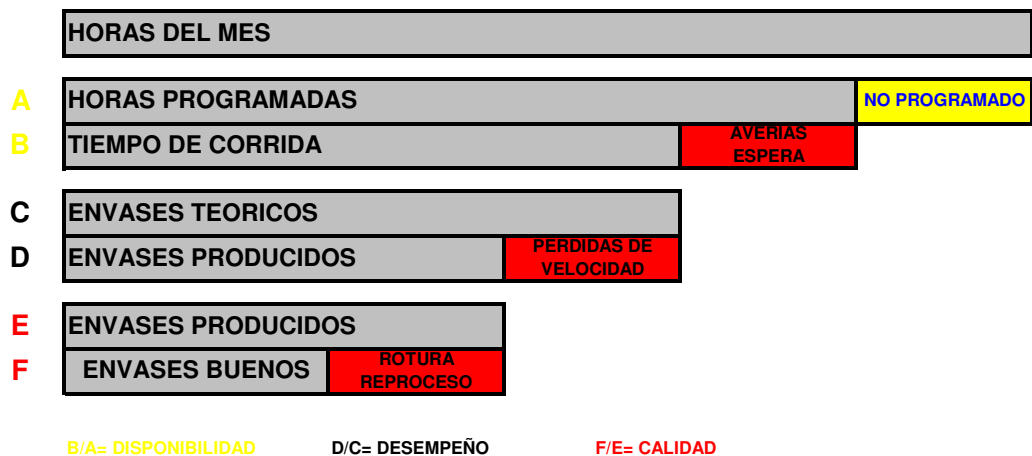 HORAS DEL MES
A HORAS PROGRAMADAS NO PROGRAMADO
B TIEMPO DE CORRIDA AVERIAS
ESPERA
C ENVASES TEORICOS
D ENVASES PRODUCIDOS PERDIDAS DE
VELOCIDAD
E ENVASES PRODUCIDOS
F ENVASES BUENOS ROTURA
REPROCESO
B/A= DISPONIBILIDAD D/C= DESEMPEÑO F/E= CALIDAD